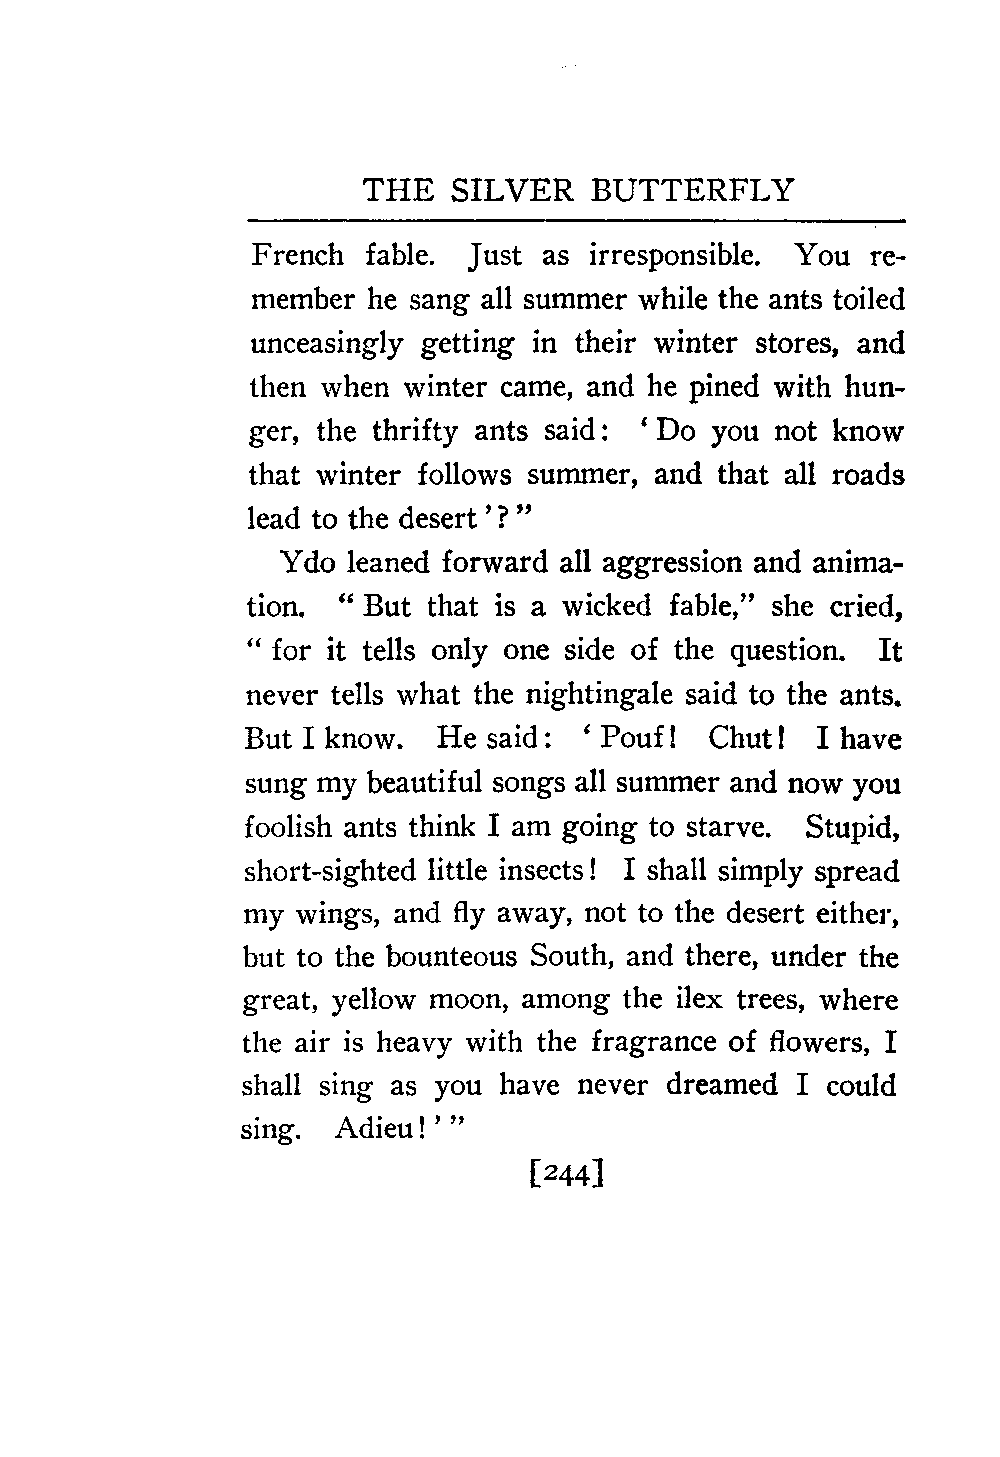 THE SILVER BUTTERFLY
French fable. Just as irresponsible. You re-
member he sang all summer while the ants toiled
unceasingly getting in their winter stores, and
then when winter came, and he pined with hun-
ger, the thrifty ants said: ‘Do you not know
that winter follows summer, and that all roads
lead to the desert’?”
Ydo leaned forward all aggression and anima-
tion. “But that is a wicked fable,” she cried,
“for it tells only one side of the question. It
never tells what the nightingale said to the ants.
But I know. He said: ‘Pouf! Chut! I have
sung my beautiful songs all summer and now you
foolish ants think I am going to starve. Stupid,
short-sighted little insects! I shall simply spread
my wings, and fly away, not to the desert either,
but to the bounteous South, and there, under the
great, yellow moon, among the ilex trees, where
the air is heavy with the fragrance of flowers, I
shall sing as you have never dreamed I could
sing. Adieu!’”
[244]